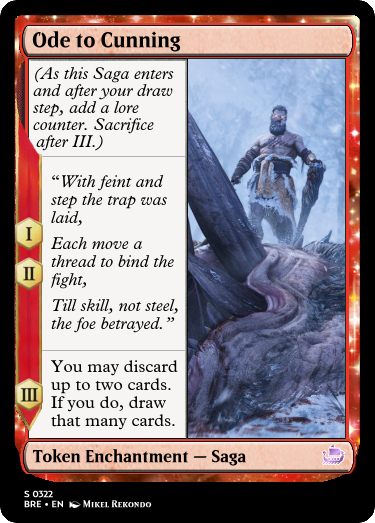 Ode to Cunning
(As this Saga enters
and after your draw
step, add a lore
counter. Sacrifice
after III.)
I
II
“With feint and
step the trap was
laid,
Each move a
thread to bind the
fight,
Till skill, not steel,
the foe betrayed.”
III
You may discard
up to two cards.
If you do, draw
that many cards.
Token Enchantment — Saga
S 0322
BRE • EN Mikel Rekondo